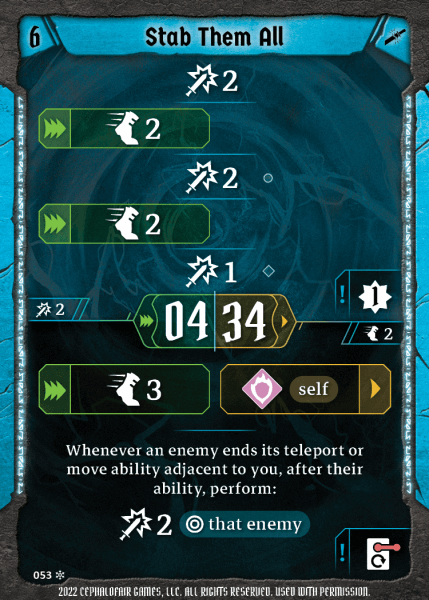 6 Stab Them All
2
2
2
2
1
1
2 04 34 2
3 self
Whenever an enemy ends its teleport or
move ability adjacent to you, after their
ability, perform:
2 that enemy
053
2022 CEPHALOFAIR GAMES, LLC. ALL RIGHTS RESERVED. USED WITH PERMISSION.